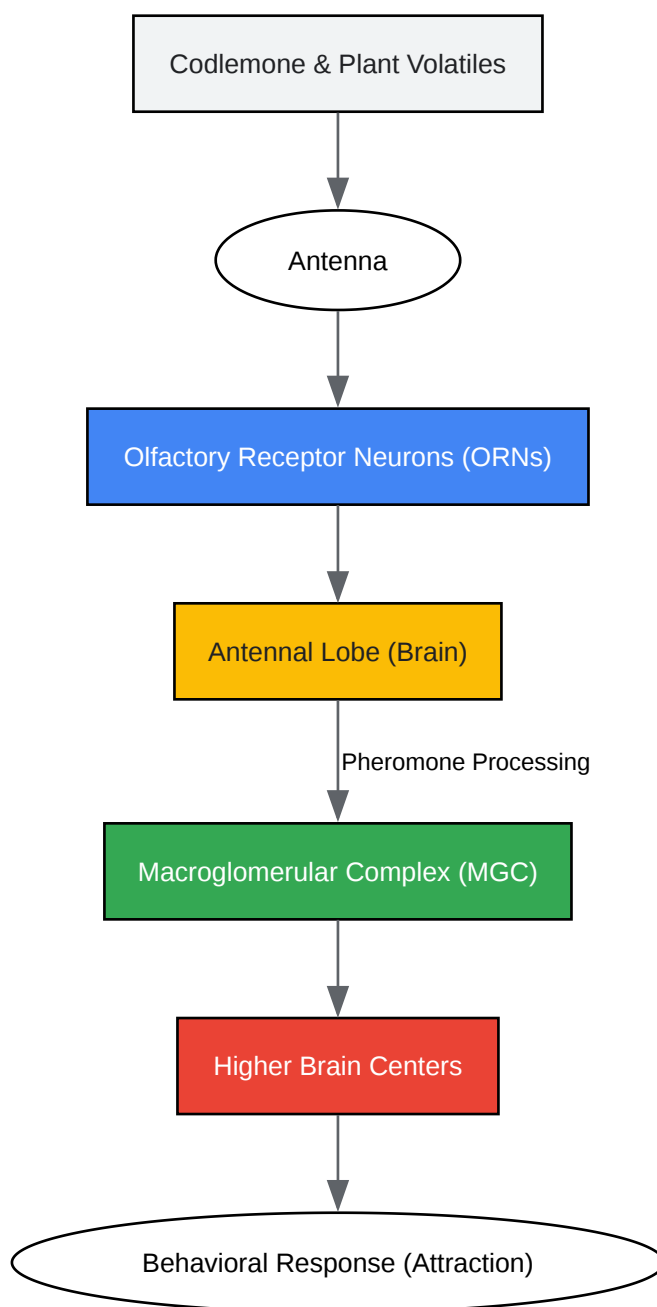 Codlemone & Plant Volatiles
Antenna
Olfactory Receptor Neurons (ORNs)
Antennal Lobe (Brain)
Pheromone Processing
Macroglomerular Complex (MGC)
Higher Brain Centers
Behavioral Response (Attraction)